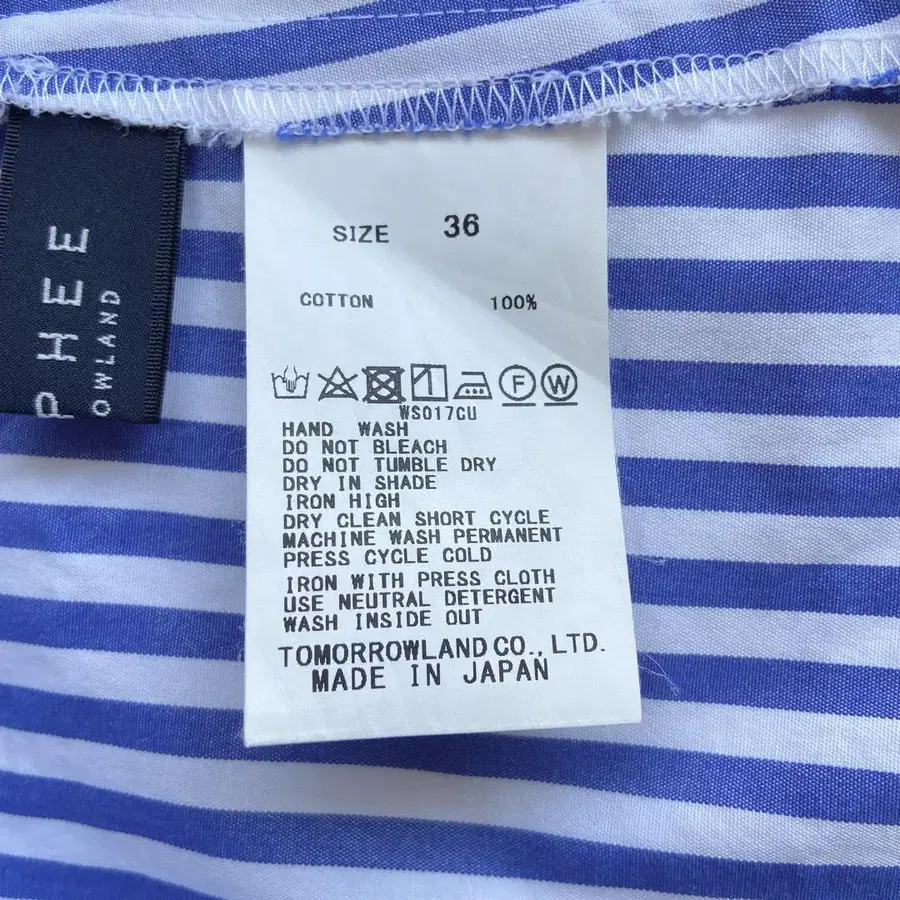 PHEE
OWLAND
SIZE 36
COTTON 100%
F W
WS017CU
HAND WASH
DO NOT BLEACH
DO NOT TUMBLE DRY
DRY IN SHADE
IRON HIGH
DRY CLEAN SHORT CYCLE
MACHINE WASH PERMANENT
PRESS CYCLE COLD
IRON WITH PRESS CLOTH
USE NEUTRAL DETERGENT
WASH INSIDE OUT
TOMORROWLAND CO., LTD.
MADE IN JAPAN